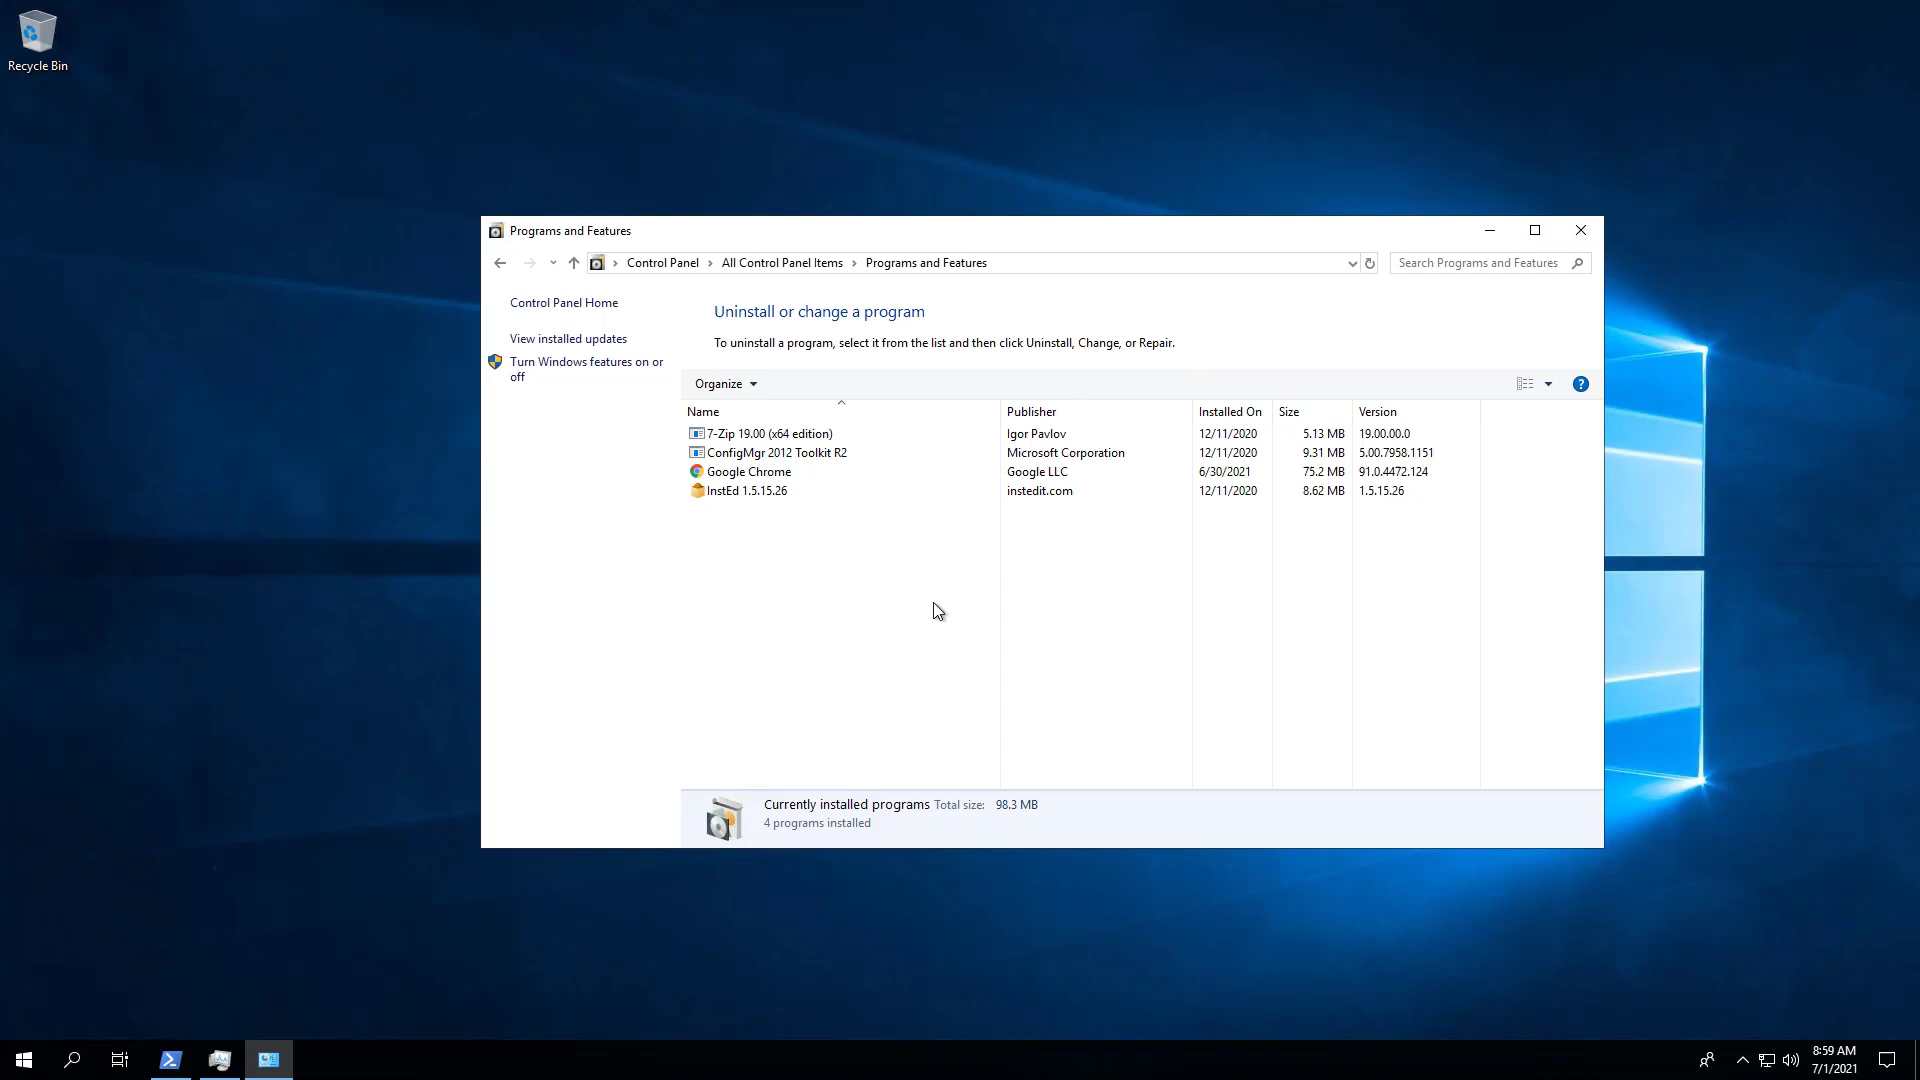 Recycle Bin
Programs and Features
Control Panel > All Control Panel Items > Programs and Features
Search Programs and Features
Control Panel Home
View installed updates
Turn Windows features on or
off
Uninstall or change a program
To uninstall a program, select it from the list and then click Uninstall, Change, or Repair.
Organize
Name Publisher Installed On Size Version
7-Zip 19.00 (x64 edition) Igor Pavlov 12/11/2020 5.13 MB 19.00.00.0
ConfigMgr 2012 Toolkit R2 Microsoft Corporation 12/11/2020 9.31 MB 5.00.7958.1151
Google Chrome Google LLC 6/30/2021 75.2 MB 91.0.4472.124
InstEd 1.5.15.26 instedit.com 12/11/2020 8.62 MB 1.5.15.26
Currently installed programs Total size: 98.3 MB
4 programs installed
8:59 AM
7/1/2021